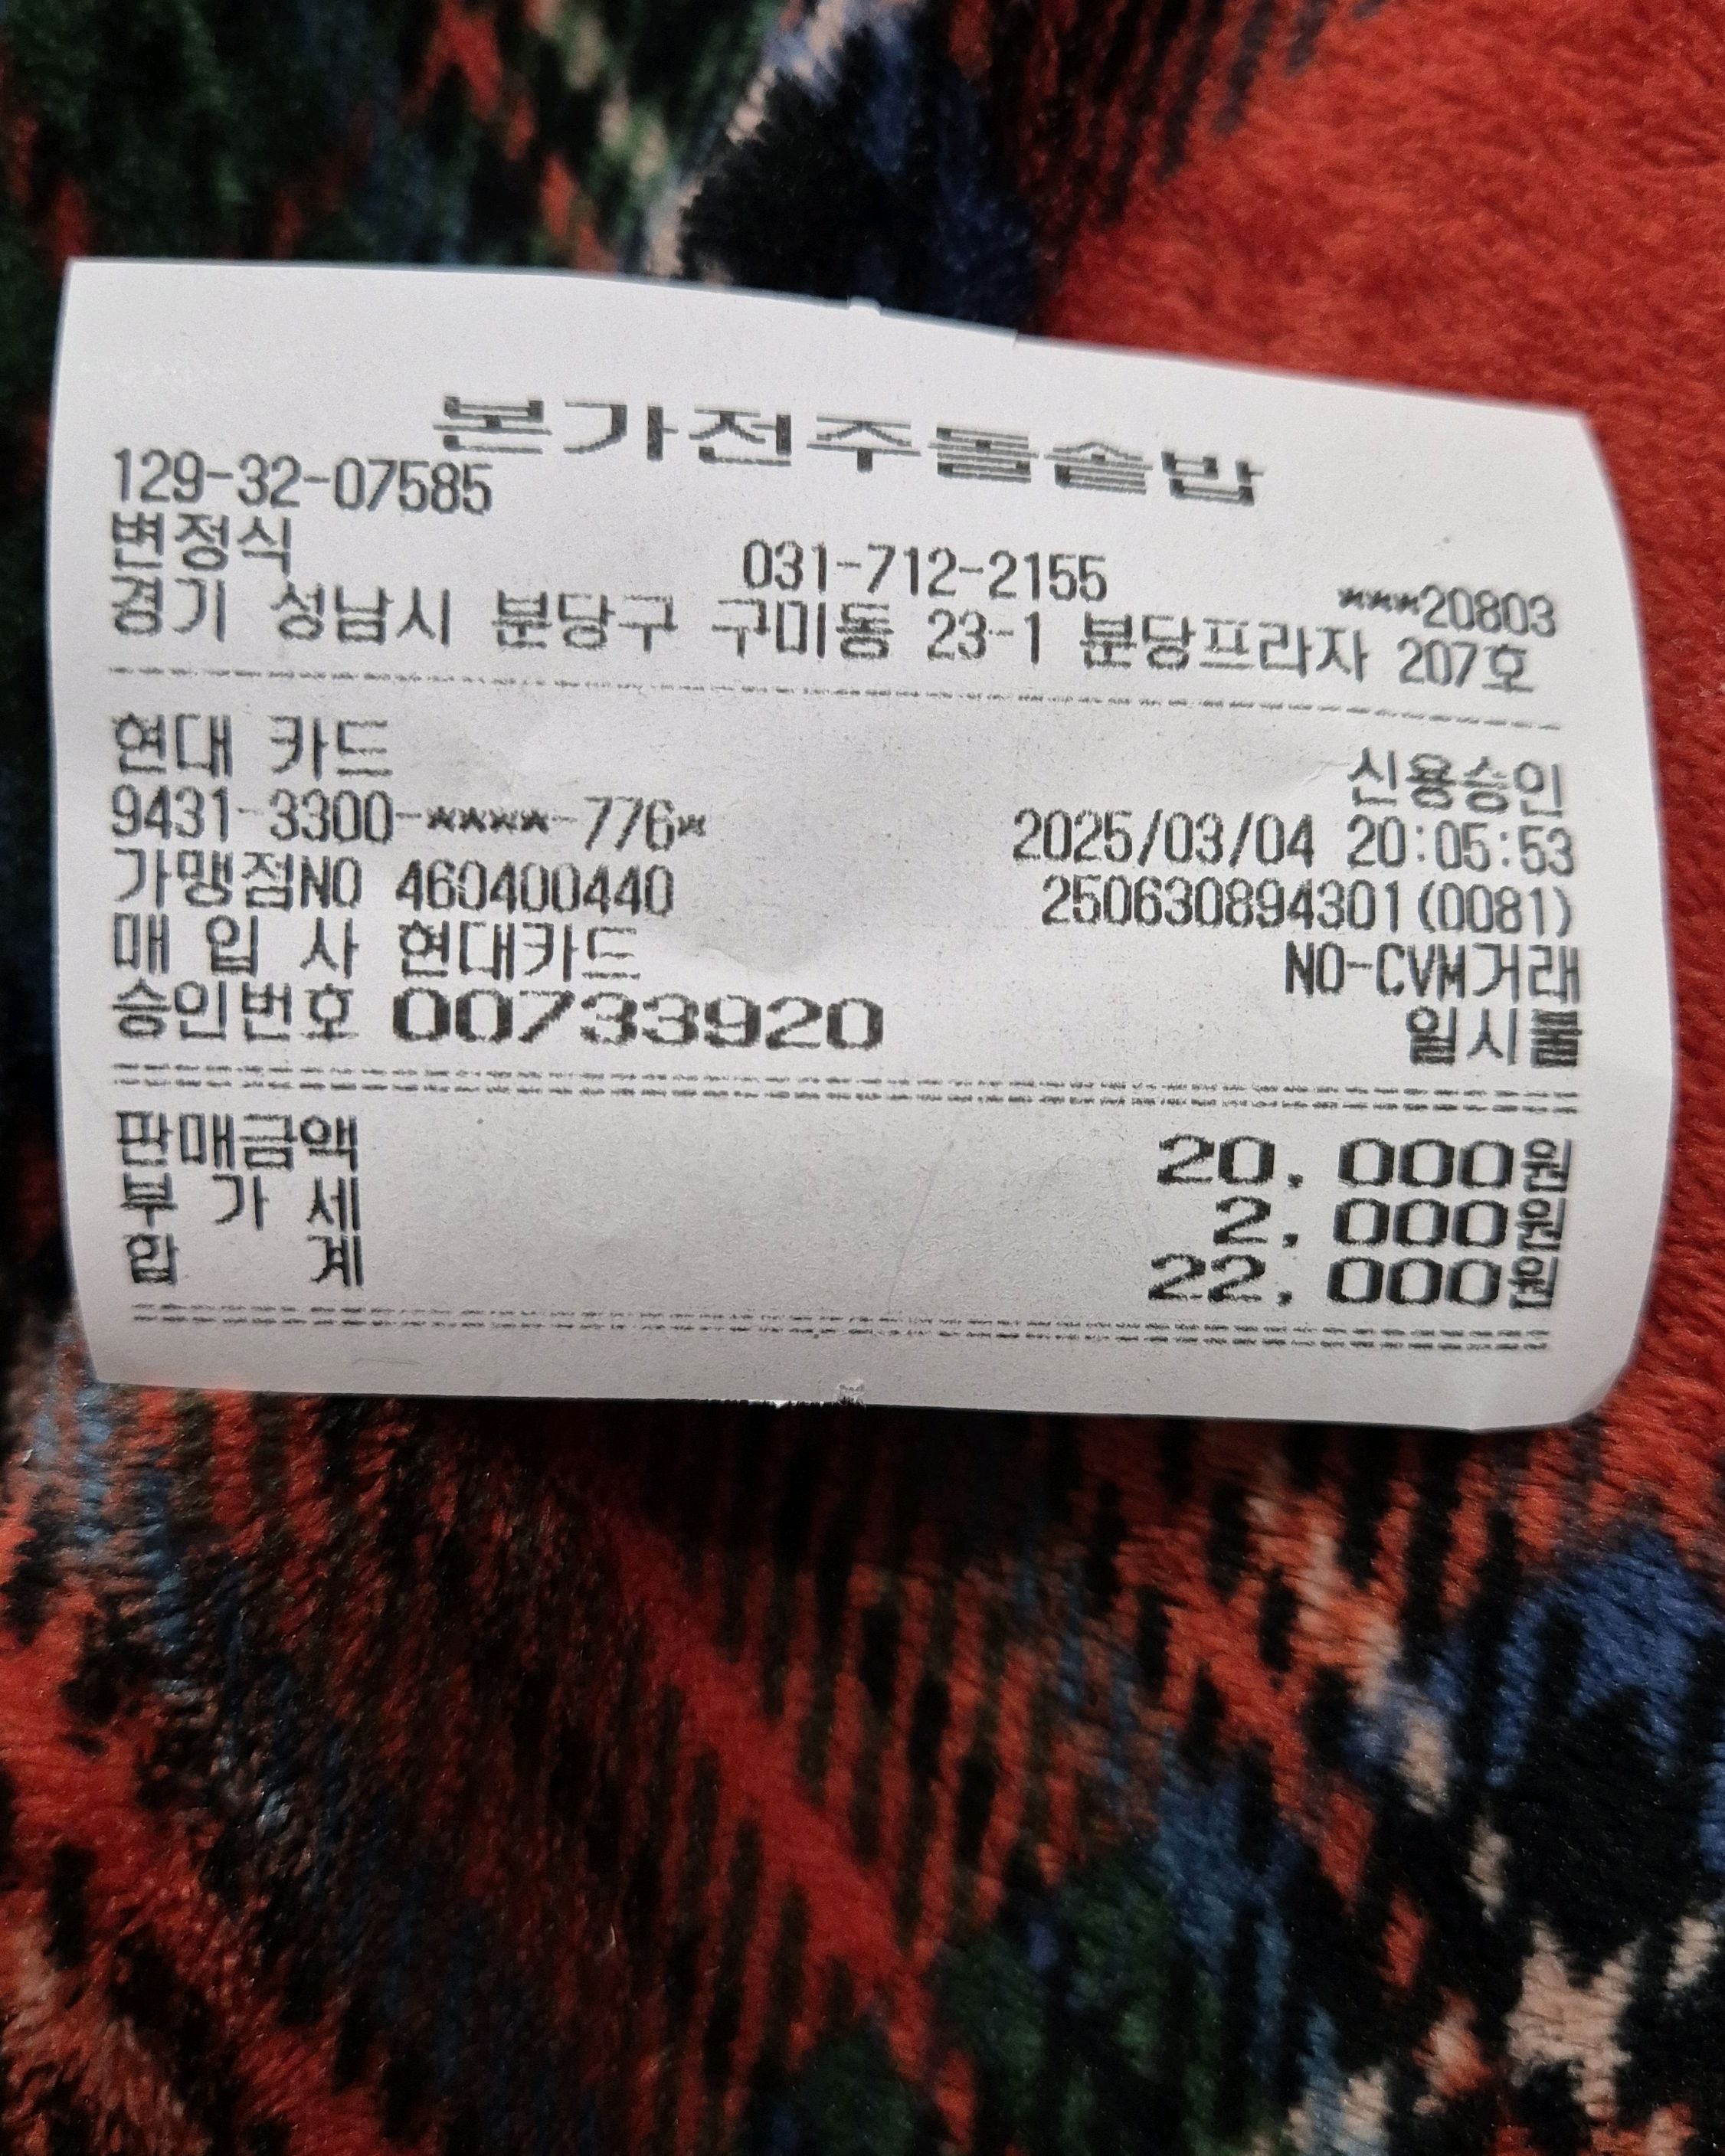 본가전주돌솥밥
129-32-07585
변정식 031-712-2155 ***20803
경기 성남시 분당구 구미동 23-1 분당프라자 207호
현대 카드 신용승인
9431-3300-****-776* 2025/03/04 20:05:53
가맹점NO 460400440 250630894301(0081)
매 입 사 현대카드 NO-CVM거래
승인번호 00733920 일시불
판매금액 20,000원
부 가 세 2,000원
합 계 22,000원